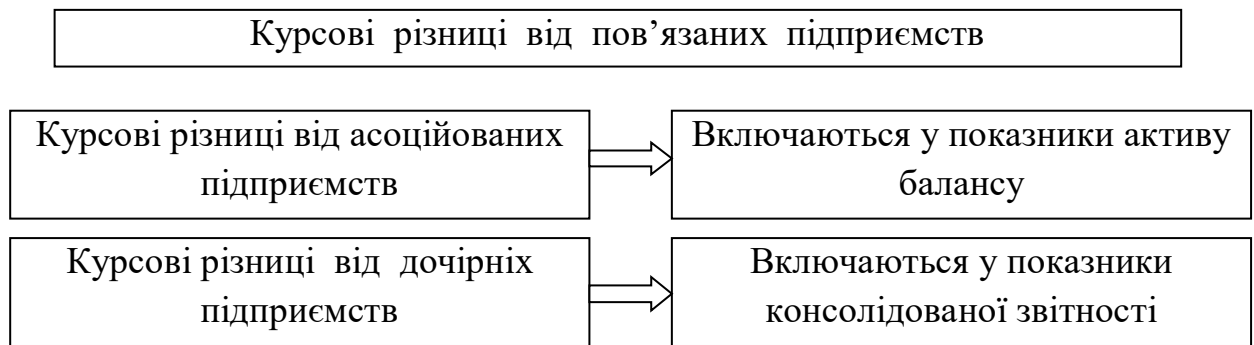 Курсові різниці від пов’язаних підприємств
Курсові різниці від асоційованих
підприємств
Включаються у показники активу
балансу
Курсові різниці від дочірніх
підприємств
Включаються у показники
консолідованої звітності